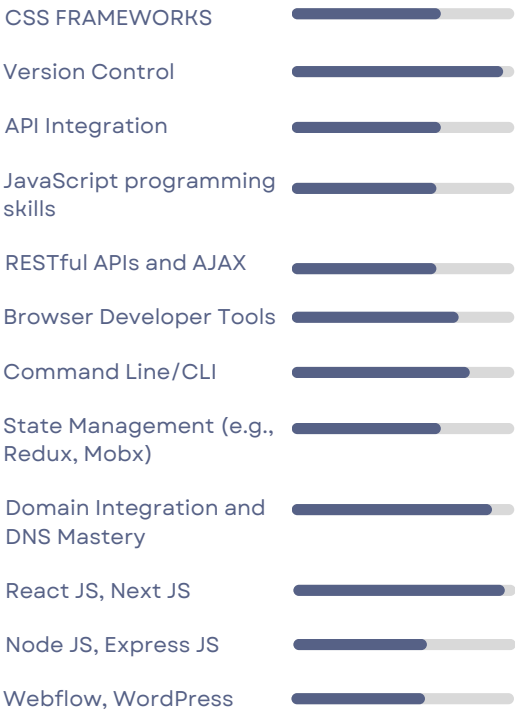 CSS FRAMEWORKS
Version Control
API Integration
JavaScript programming
skills
RESTful APIs and AJAX
Browser Developer Tools
Command Line/CLI
State Management (e.g.,
Redux, Mobx)
Domain Integration and
DNS Mastery
React JS, Next JS
Node JS, Express JS
Webflow, WordPress